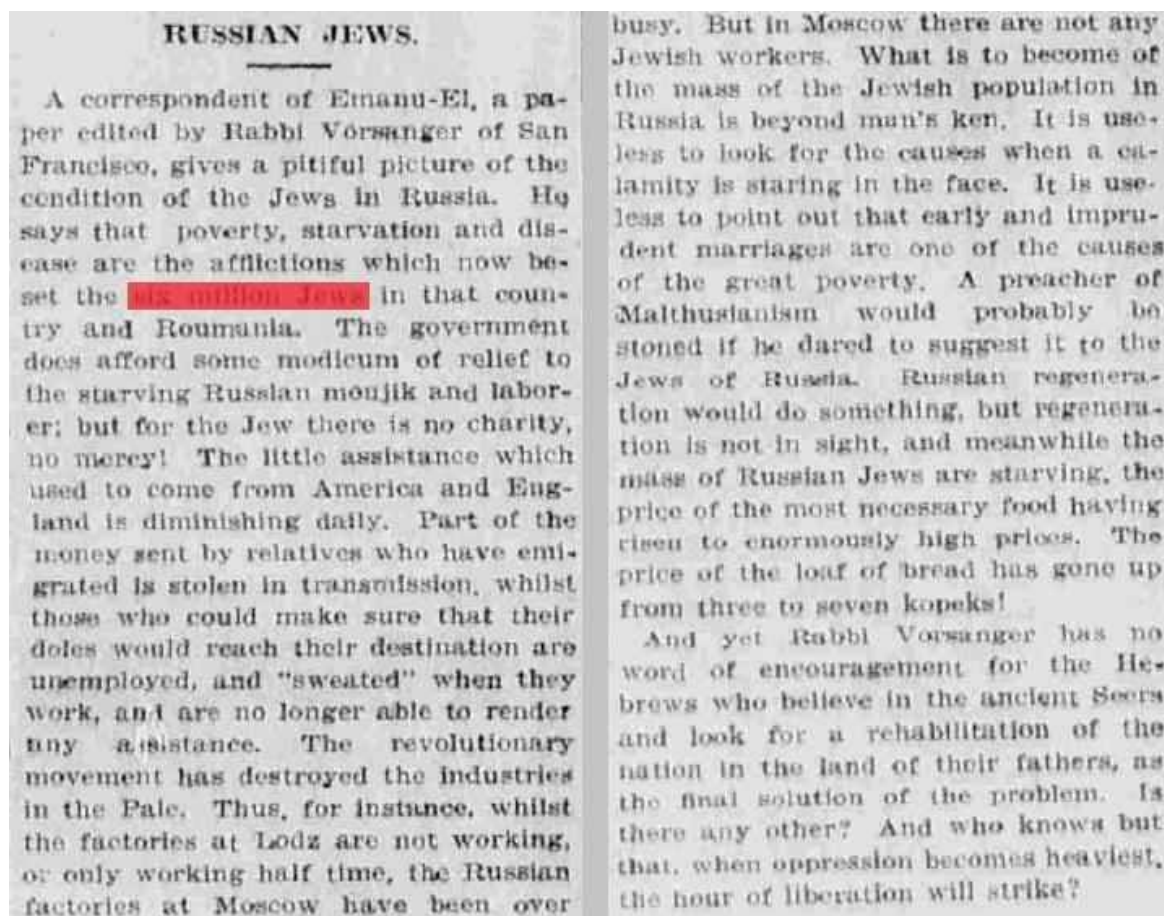 RUSSIAN JEWS.
A correspondent of Emanu-El, a pa-
per edited by Rabbi Vorsanger of San
Francisco, gives a pitiful picture of the
condition of the Jews in Russia. He
says that poverty, starvation and dis-
ease are the afflictions which now be-
set the six million Jews in that coun-
try and Roumania. The government
does afford some modicum of relief to
the starving Russian moujik and labor-
er; but for the Jew there is no charity,
no mercy! The little assistance which
used to come from America and Eng-
land is diminishing daily. Part of the
money sent by relatives who have emi-
grated is stolen in transmission, whilst
those who could make sure that their
doles would reach their destination are
unemployed, and "sweated" when they
work, and are no longer able to render
any assistance. The revolutionary
movement has destroyed the industries
in the Pale. Thus, for instance, whilst
the factories at Lodz are not working,
or only working half time, the Russian
factories at Moscow have been over
busy. But in Moscow there are not any
Jewish workers. What is to become of
the mass of the Jewish population in
Russia is beyond man's ken. It is use-
less to look for the causes when a ca-
lamity is staring in the face. It is use-
less to point out that early and impru-
dent marriages are one of the causes
of the great poverty. A preacher of
Malthusianism would probably be
stoned if he dared to suggest it to the
Jews of Russia. Russian regenera-
tion would do something, but regenera-
tion is not in sight, and meanwhile the
mass of Russian Jews are starving, the
price of the most necessary food having
risen to enormously high prices. The
price of the loaf of bread has gone up
from three to seven kopeks!
And yet Rabbi Vorsanger has no
word of encouragement for the He-
brews who believe in the ancient Seers
and look for a rehabilitation of the
nation in the land of their fathers, as
the final solution of the problem. Is
there any other? And who knows but
that, when oppression becomes heaviest,
the hour of liberation will strike?